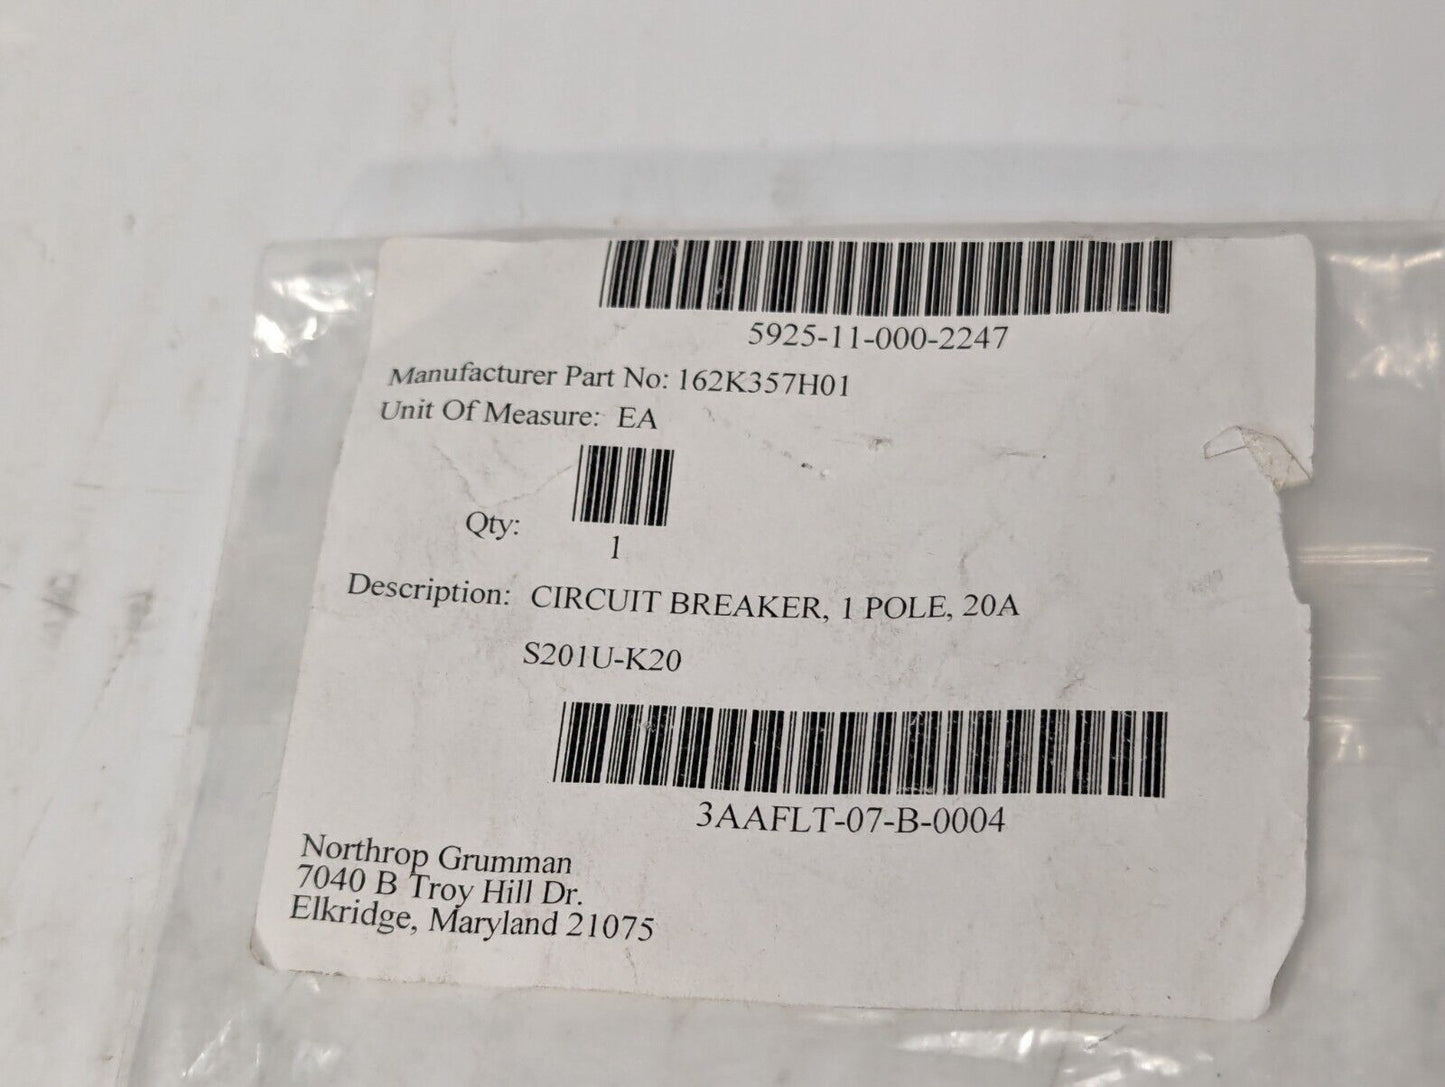 5925-11-000-2247
Manufacturer Part No: 162K357H01
Unit Of Measure: EA
Qty:
1
Description: CIRCUIT BREAKER, 1 POLE, 20A
S201U-K20
3AAFLT-07-B-0004
Northrop Grumman
7040 B Troy Hill Dr.
Elkridge, Maryland 21075